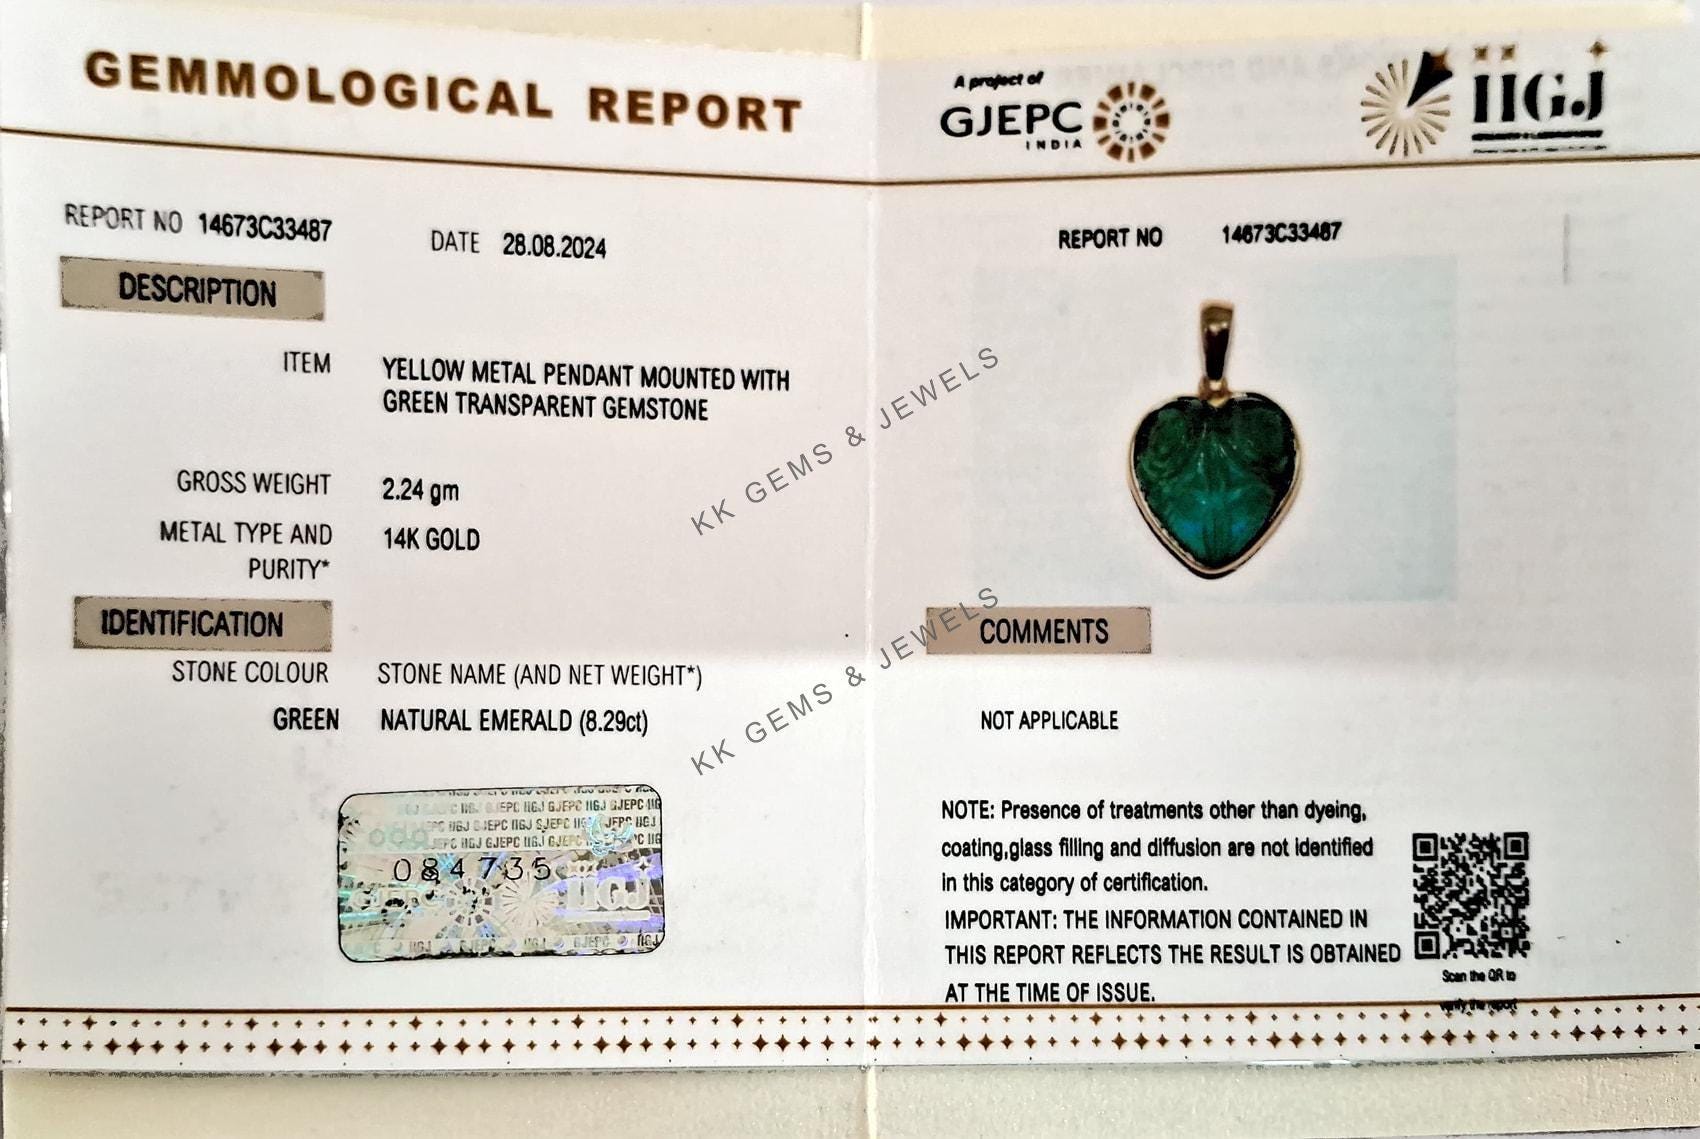 GEMMOLOGICAL REPORT
REPORT NO 14673C33487
DATE 28.08.2024
DESCRIPTION
ITEM YELLOW METAL PENDANT MOUNTED WITH
GREEN TRANSPARENT GEMSTONE
GROSS WEIGHT 2.24 gm
METAL TYPE AND 14K GOLD
PURITY*
IDENTIFICATION
STONE COLOUR STONE NAME (AND NET WEIGHT*)
GREEN NATURAL EMERALD (8.29ct)
084735
IIGJ
A project of
GJEPC
INDIA
IIGJ
REPORT NO 14673C33487
KK GEMS & JEWELS
KK GEMS & JEWELS
COMMENTS
NOT APPLICABLE
NOTE: Presence of treatments other than dyeing,
coating,glass filling and diffusion are not identified
in this category of certification.
IMPORTANT: THE INFORMATION CONTAINED IN
THIS REPORT REFLECTS THE RESULT IS OBTAINED
AT THE TIME OF ISSUE.
Scan the QR to
verify the report